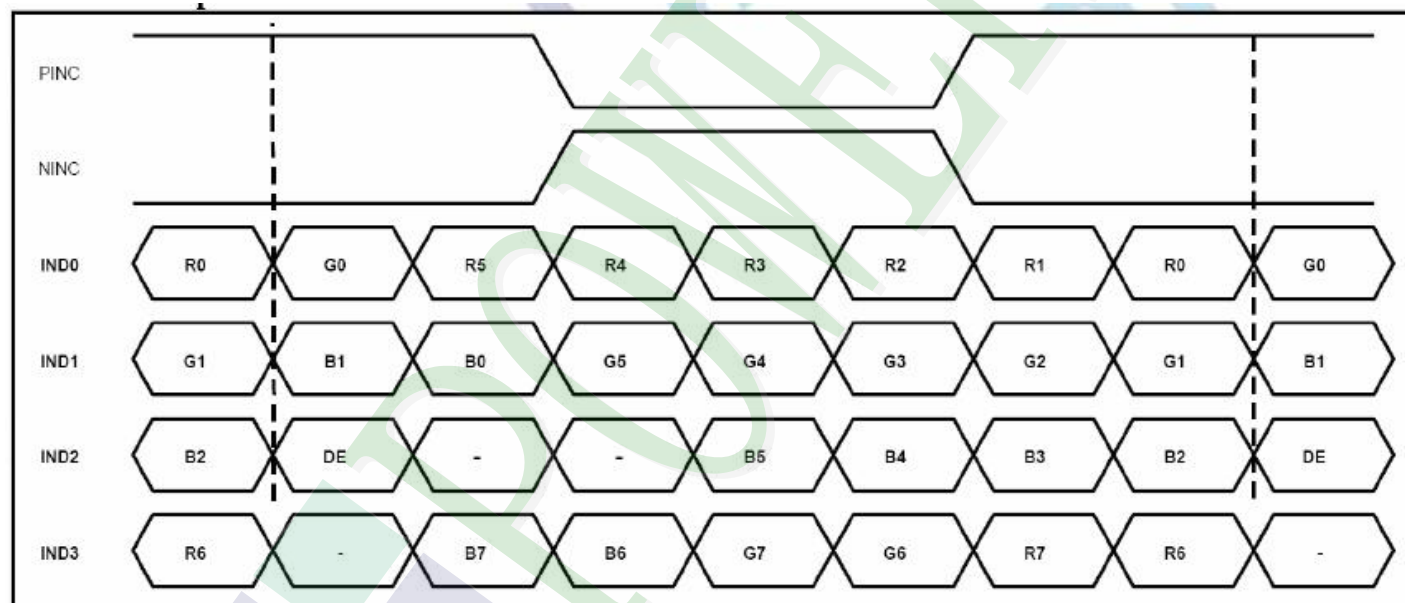 PINC
NINC
IND0 R0 G0 R5 R4 R3 R2 R1 R0 G0
IND1 G1 B1 B0 G5 G4 G3 G2 G1 B1
IND2 B2 DE - - B5 B4 B3 B2 DE
IND3 R6 - B7 B6 G7 G6 R7 R6 -